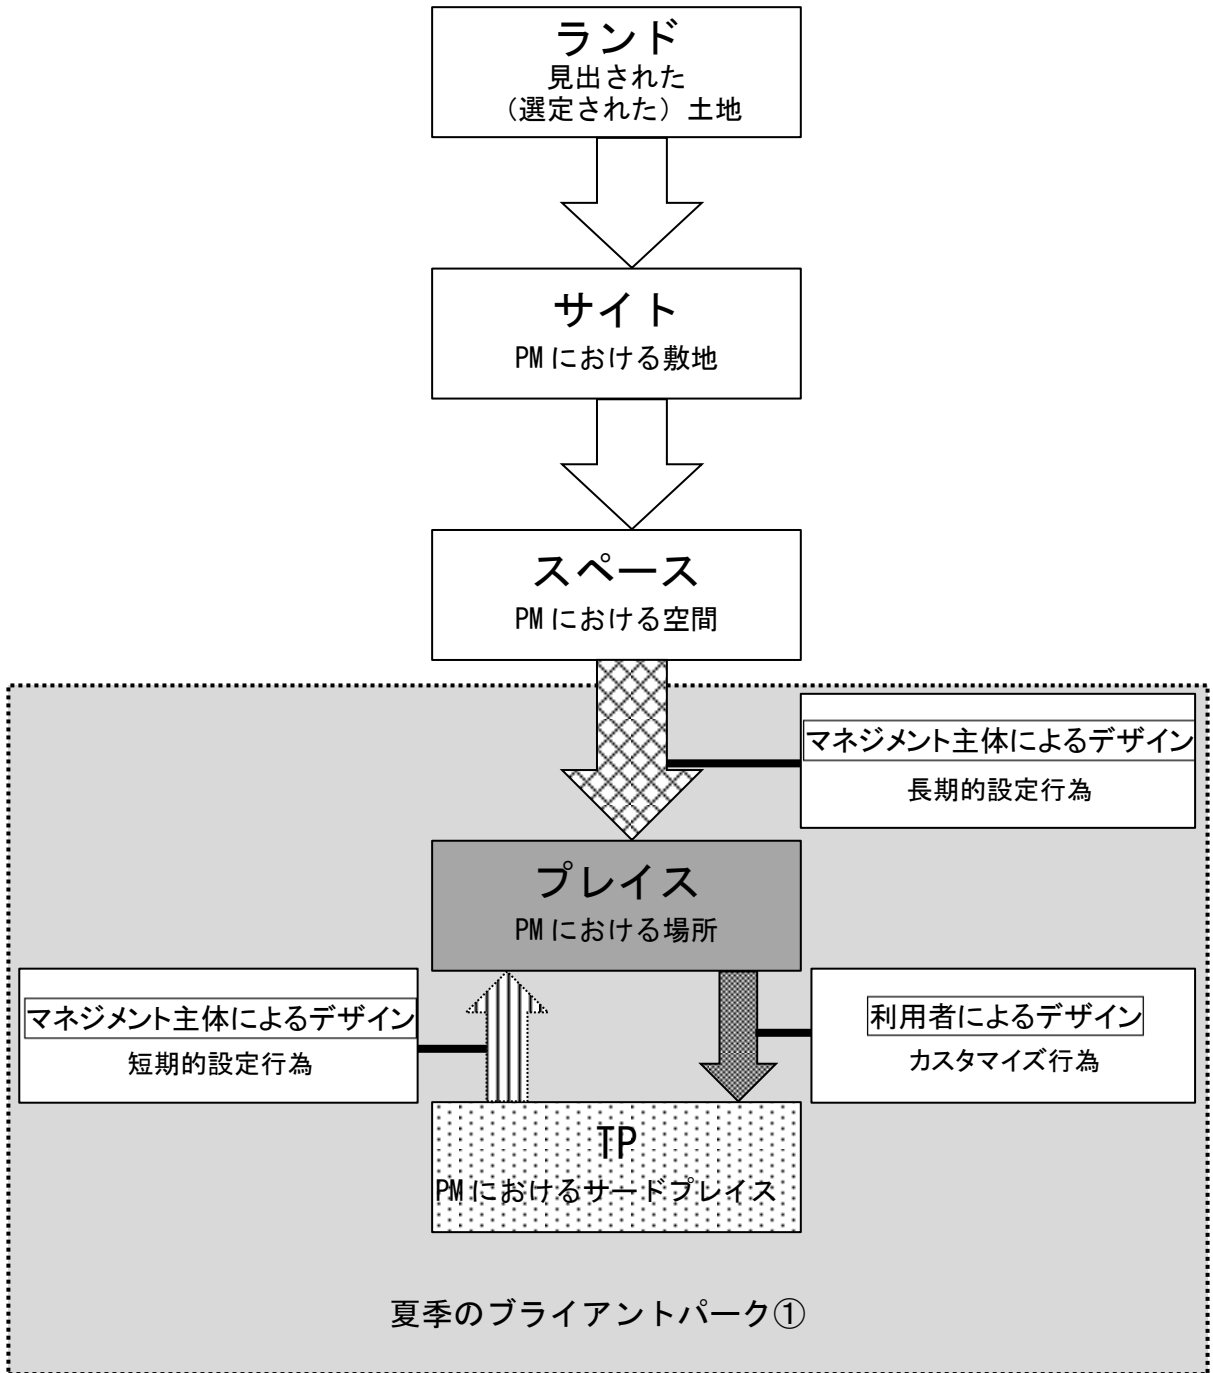 ランド
見出された
(選定された)土地
サイト
PMにおける敷地
スペース
PMにおける空間
マネジメント主体によるデザイン
長期的設定行為
プレイス
PMにおける場所
マネジメント主体によるデザイン
短期的設定行為
利用者によるデザイン
カスタマイズ行為
TP
PMにおけるサードプレイス
夏季のブライアントパーク①